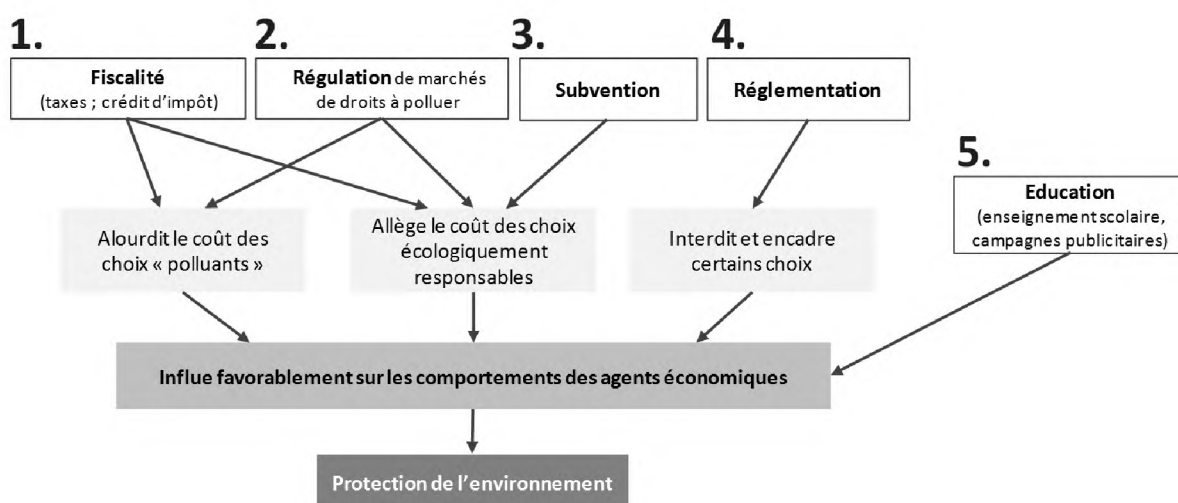 1.
Fiscalité
(taxes ; crédit d’impôt)
2.
Régulation de marchés
de droits à polluer
3.
Subvention
4.
Réglementation
5.
Education
(enseignement scolaire,
campagnes publicitaires)
Alourdit le coût des
choix « polluants »
Allège le coût des choix
écologiquement
responsables
Interdit et encadre
certains choix
Influe favorablement sur les comportements des agents économiques
Protection de l’environnement